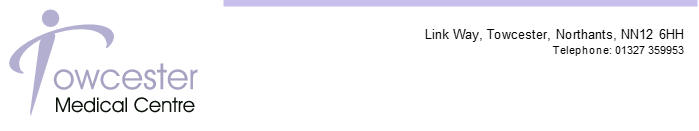 Towcester
Medical Centre
Link Way, Towcester, Northants, NN12 6HH
Telephone: 01327 359953